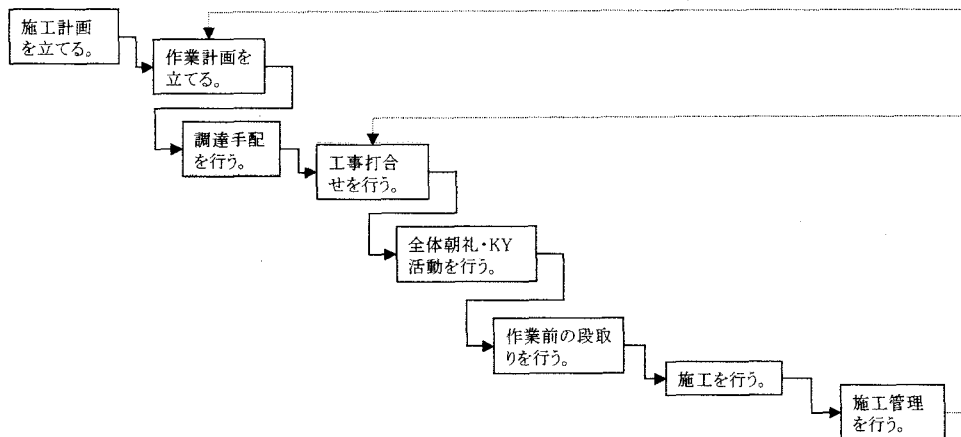 施工計画
を立てる。
作業計画を
立てる。
調達手配
を行う。
工事打合
せを行う。
全体朝礼・KY
活動を行う。
作業前の段取
りを行う。
施工を行う。
施工管理
を行う。